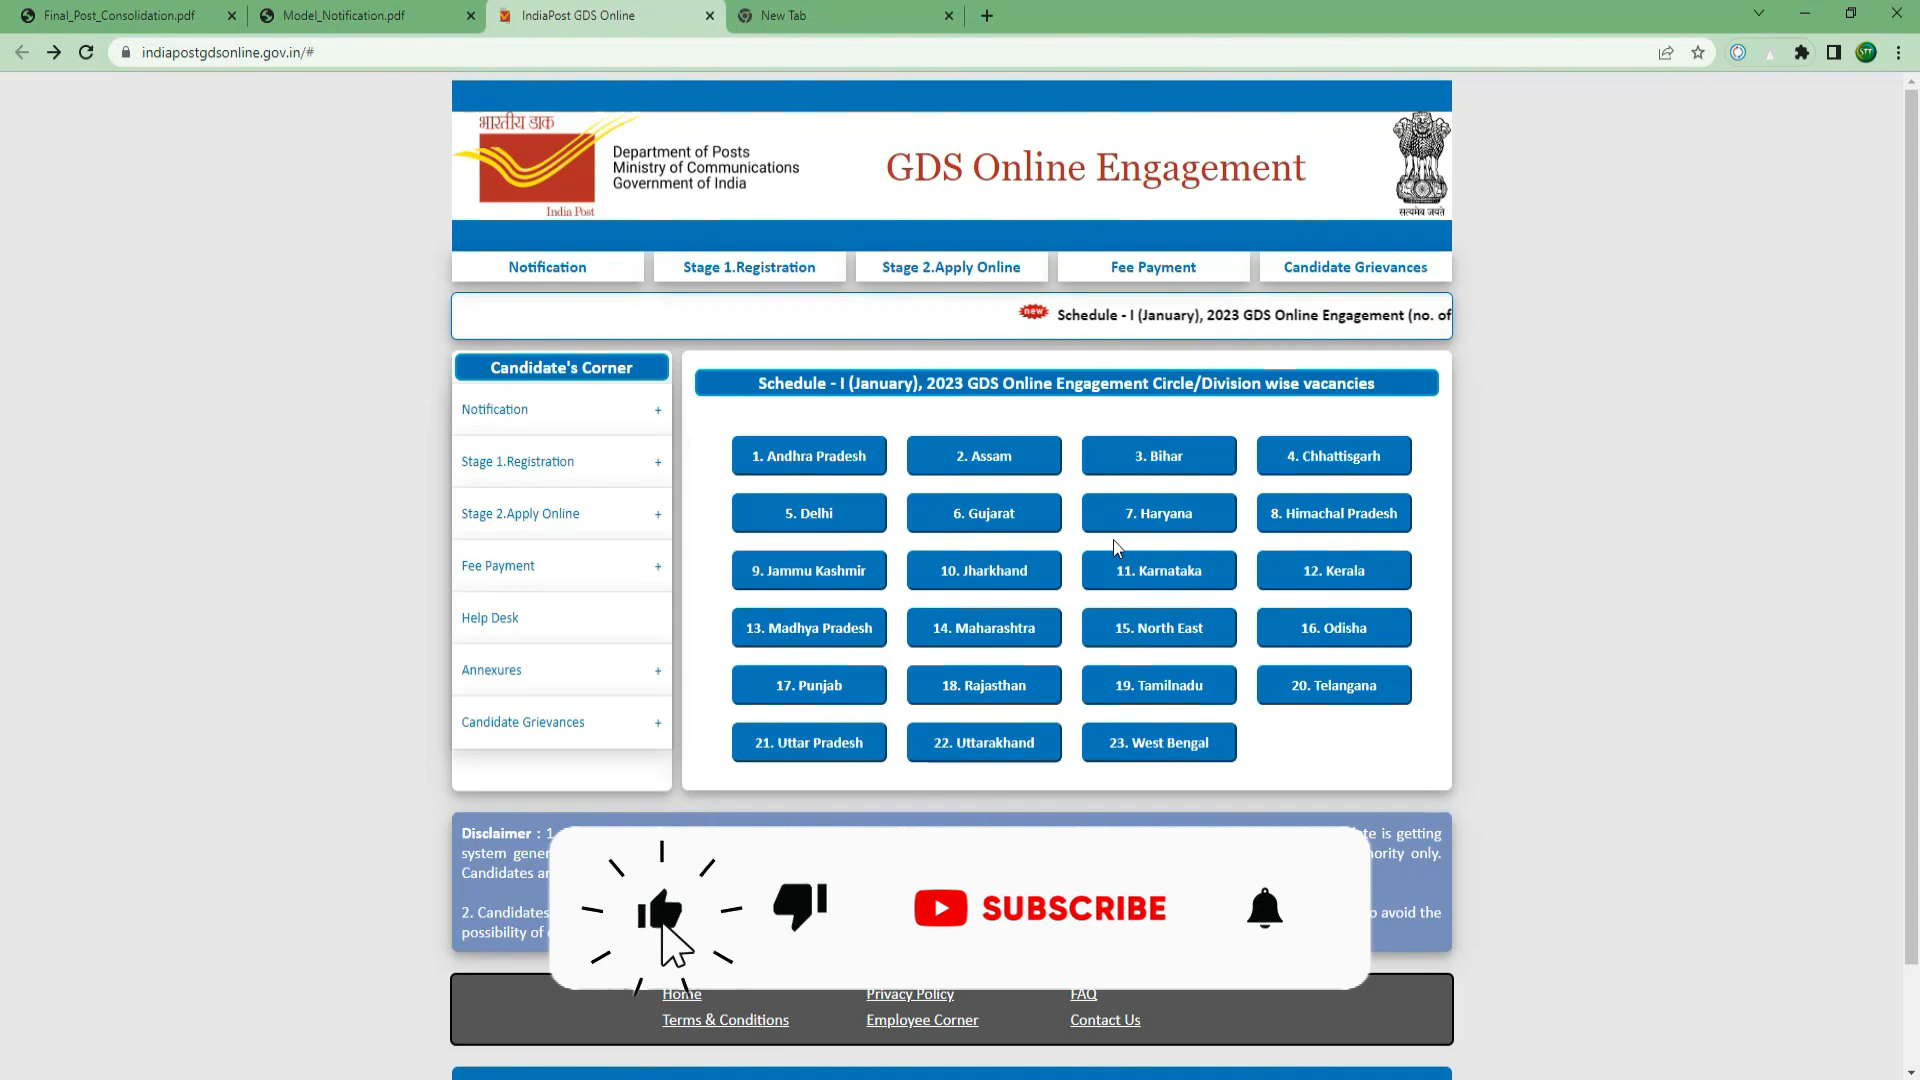 Final_Post_Consolidation.pdf
Model_Notification.pdf
IndiaPost GDS Online
New Tab
indiapostgdsonline.gov.in/#
STT
भारतीय डाक
India Post
Department of Posts
Ministry of Communications
Government of India
GDS Online Engagement
सत्यमेव जयते
Notification
Stage 1.Registration
Stage 2.Apply Online
Fee Payment
Candidate Grievances
new
Schedule - I (January), 2023 GDS Online Engagement (no. of
Candidate's Corner
Notification +
Stage 1.Registration +
Stage 2.Apply Online +
Fee Payment +
Help Desk
Annexures +
Candidate Grievances +
Schedule - I (January), 2023 GDS Online Engagement Circle/Division wise vacancies
1. Andhra Pradesh
2. Assam
3. Bihar
4. Chhattisgarh
5. Delhi
6. Gujarat
7. Haryana
8. Himachal Pradesh
9. Jammu Kashmir
10. Jharkhand
11. Karnataka
12. Kerala
13. Madhya Pradesh
14. Maharashtra
15. North East
16. Odisha
17. Punjab
18. Rajasthan
19. Tamilnadu
20. Telangana
21. Uttar Pradesh
22. Uttarakhand
23. West Bengal
Disclaimer : 1 is getting
system only.
Candidates
2. Candidates avoid the
possibility of
SUBSCRIBE
Home
Privacy Policy
FAQ
Terms & Conditions
Employee Corner
Contact Us